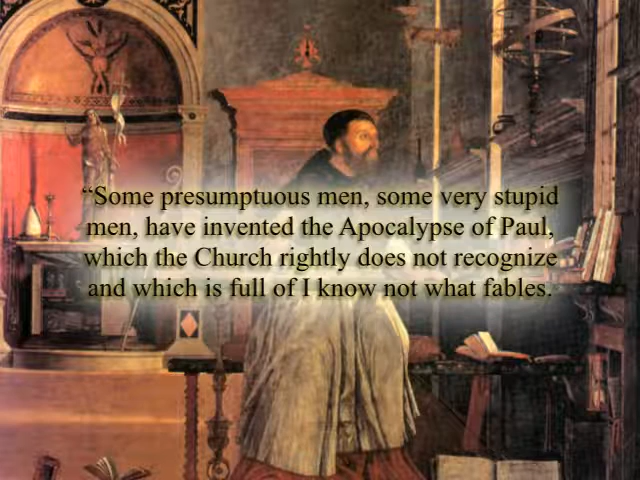 “Some presumptuous men, some very stupid
men, have invented the Apocalypse of Paul,
which the Church rightly does not recognize
and which is full of I know not what fables.